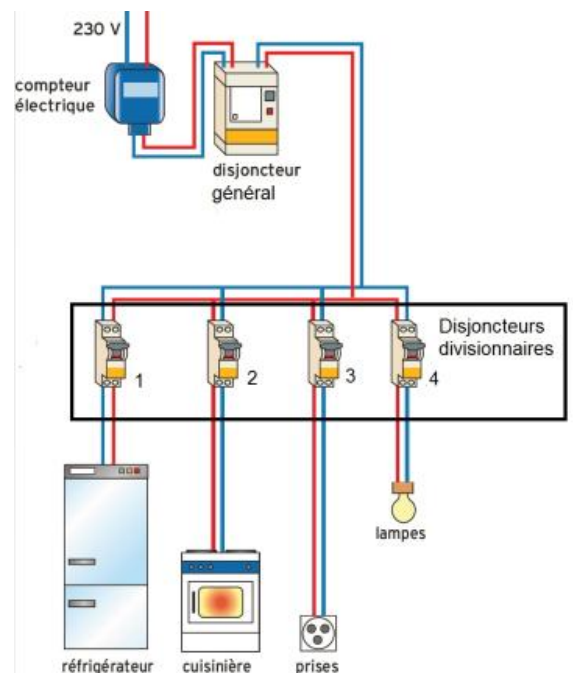 230 V
compteur
électrique
disjoncteur
général
Disjoncteurs
divisionnaires
1
2
3
4
lampes
réfrigérateur
cuisinière
prises